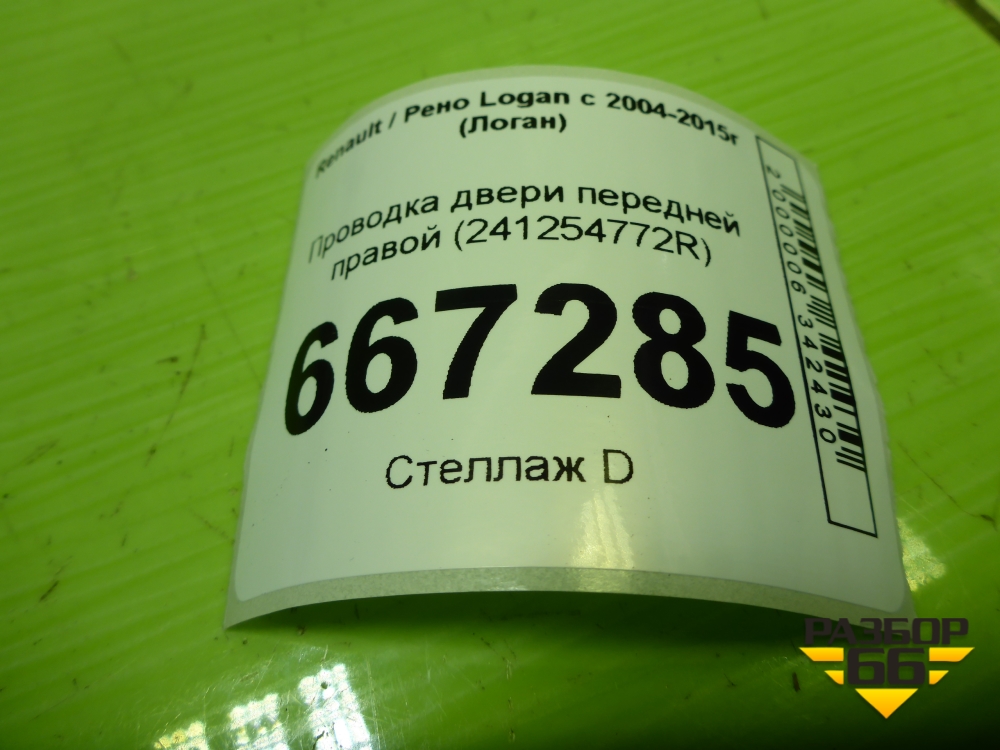 Renault / Рено Logan с 2004-2015г
(Логан)
Проводка двери передней
правой (241254772R)
667285
Стеллаж D
2000006342430
РАЗБОР
66